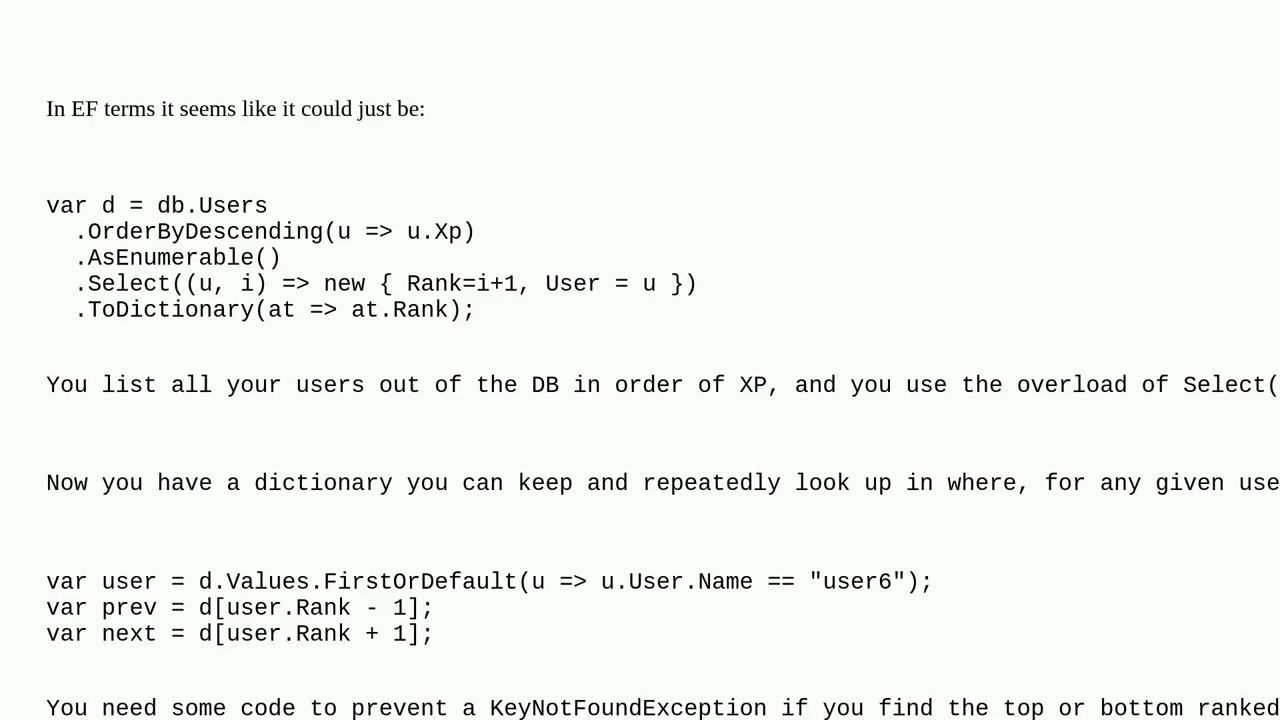 In EF terms it seems like it could just be:
var d = db.Users
  .OrderByDescending(u => u.Xp)
  .AsEnumerable()
  .Select((u, i) => new { Rank=i+1, User = u })
  .ToDictionary(at => at.Rank);
You list all your users out of the DB in order of XP, and you use the overload of Select(
Now you have a dictionary you can keep and repeatedly look up in where, for any given use
var user = d.Values.FirstOrDefault(u => u.User.Name == "user6");
var prev = d[user.Rank - 1];
var next = d[user.Rank + 1];
You need some code to prevent a KeyNotFoundException if you find the top or bottom ranked